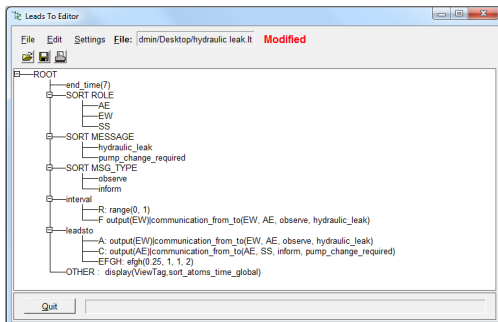 Leads To Editor
File Edit Settings File: dmin/Desktop/hydraulic leak.lt Modified
ROOT
end_time(7)
SORT ROLE
AE
EW
SS
SORT MESSAGE
hydraulic_leak
pump_change_required
SORT MSG_TYPE
observe
inform
interval
R: range(0, 1)
F output(EW)|communication_from_to(EW, AE, observe, hydraulic_leak)
leadsto
A: output(EW)|communication_from_to(EW, AE, observe, hydraulic_leak)
C: output(AE)|communication_from_to(AE, SS, inform, pump_change_required)
EFGH: efgh(0.25, 1, 1, 2)
OTHER : display(ViewTag,sort_atoms_time_global)
Quit